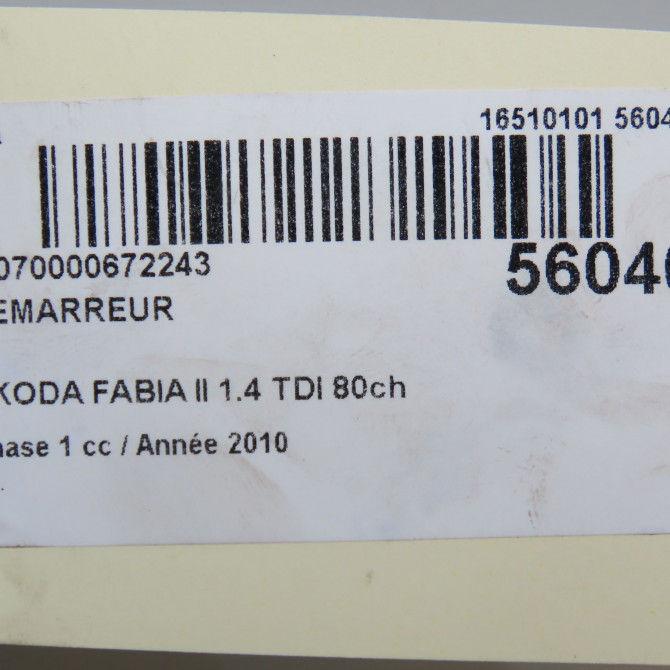 16510101 5604
070000672243
5604
EMARREUR
KODA FABIA II 1.4 TDI 80ch
hase 1 cc / Année 2010